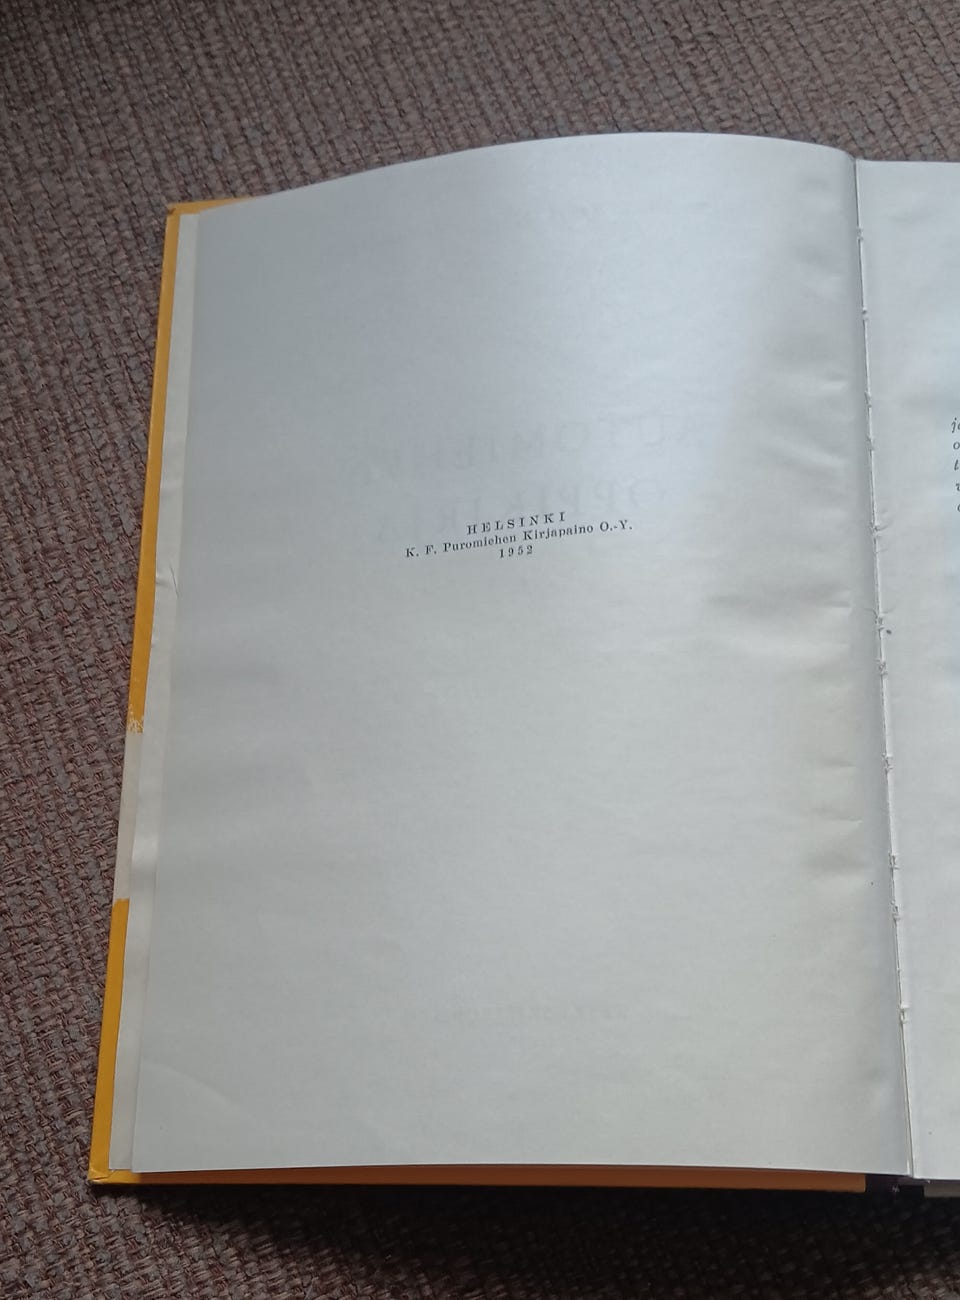 HELSINKI
K. F. Puromiehen Kirjapaino O.-Y.
1952